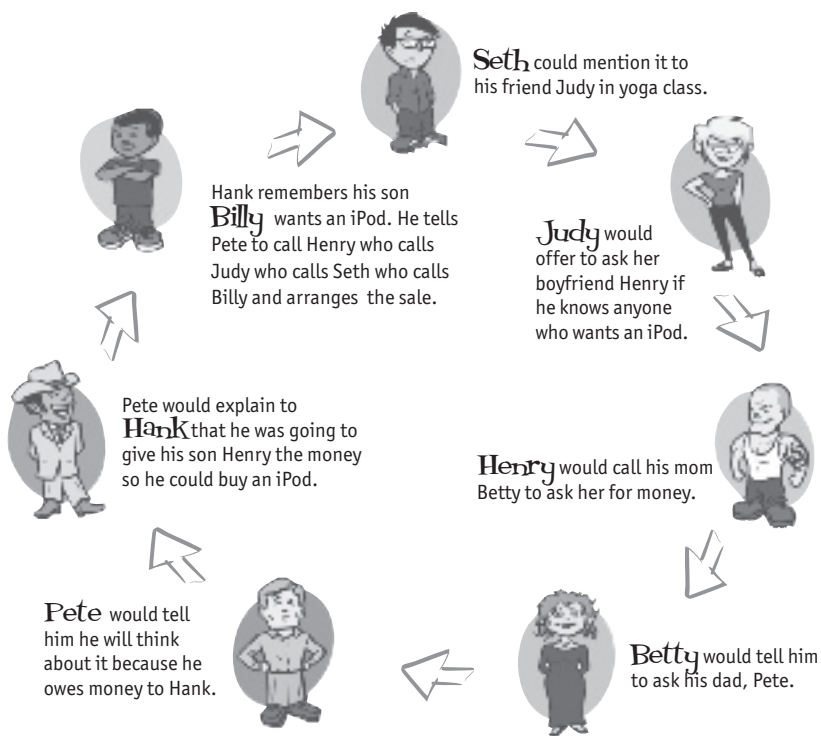 Seth could mention it to
his friend Judy in yoga class.
Judy would
offer to ask her
boyfriend Henry if
he knows anyone
who wants an iPod.
Henry would call his mom
Betty to ask her for money.
Betty would tell him
to ask his dad, Pete.
Pete would tell
him he will think
about it because he
owes money to Hank.
Pete would explain to
Hank that he was going to
give his son Henry the money
so he could buy an iPod.
Hank remembers his son
Billy wants an iPod. He tells
Pete to call Henry who calls
Judy who calls Seth who calls
Billy and arranges the sale.